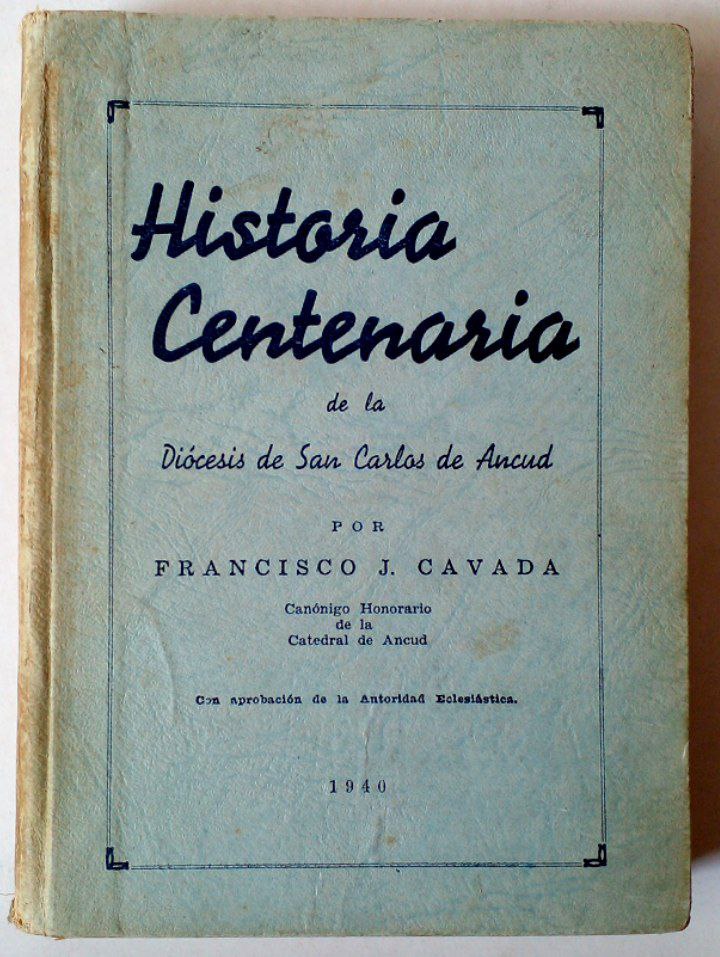 Historia
Centenaria
de la
Diócesis de San Carlos de Ancud
POR
FRANCISCO J. CAVADA
Canónigo Honorario
de la
Catedral de Ancud
Con aprobación de la Antoridad Eclesiástica.
1940